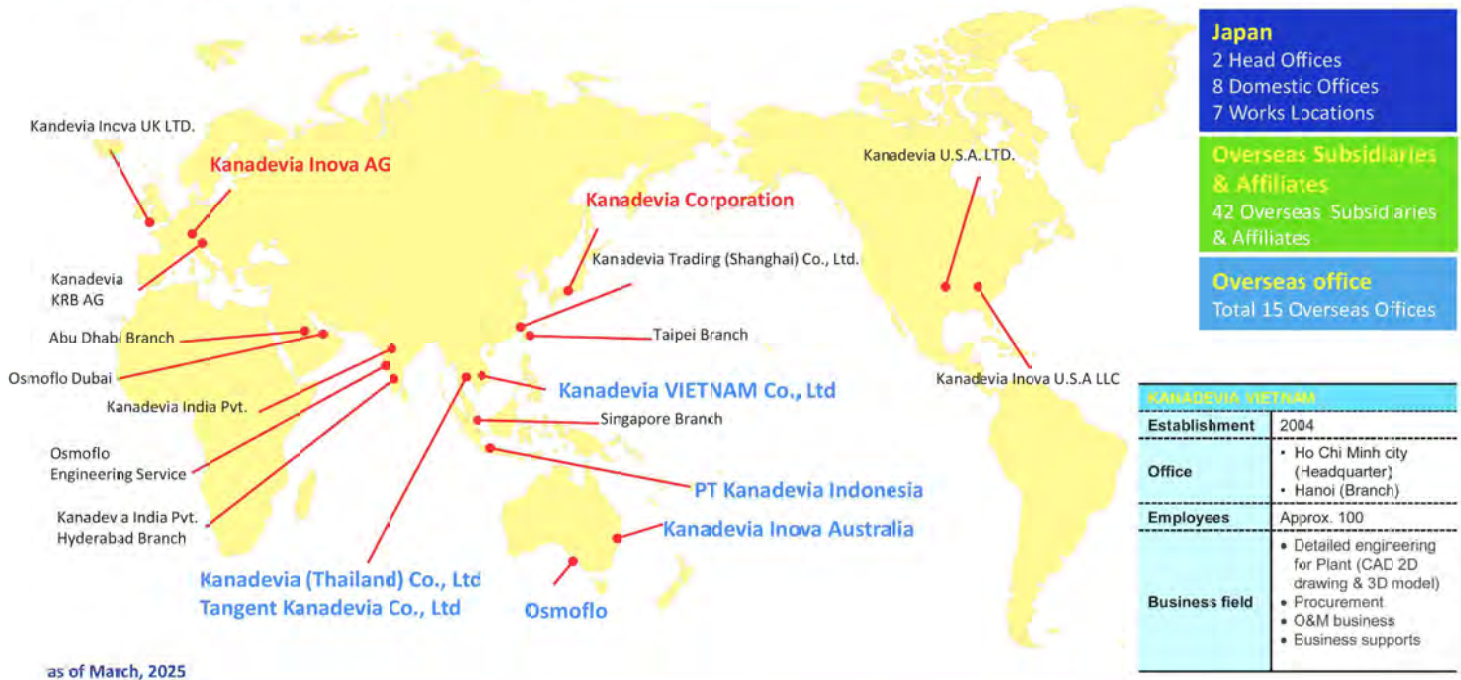 Kandevia Incva UK LTD.
Kanadevia Inova AG
Kanadevia
KRB AG
Abu Dhabi Branch
Osmoflo Dubai
Kanadevia India Pvt.
Osmoflo
Engineering Service
Kanadevia India Pvt.
Hyderabad Branch
Kanadevia (Thailand) Co., Ltd
Tangent Kanadevia Co., Ltd
Kanadevia Corporation
Kanadevia Trading (Shanghai) Co., Ltd.
Taipei Branch
Kanadevia VIETNAM Co., Ltd
Singapore Branch
PT Kanadevia Indonesia
Kanadevia Inova Australia
Osmoflo
Kanadevia U.S.A. LTD.
Kanadevia Inova U.S.A LLC
Japan
2 Head Offices
8 Domestic Offices
7 Works Locations
Overseas Subsidiaries
& Affiliates
42 Overseas Subsidiaries
& Affiliates
Overseas office
Total 15 Overseas Offices
KANADEVIA VIETNAM
Establishment 2004
Office
• Ho Chi Minh city
(Headquarter)
• Hanoi (Branch)
Employees Approx. 100
Business field
• Detailed engineering
for Plant (CAD 2D
drawing & 3D model)
• Procurement
• O&M business
• Business supports
as of March, 2025